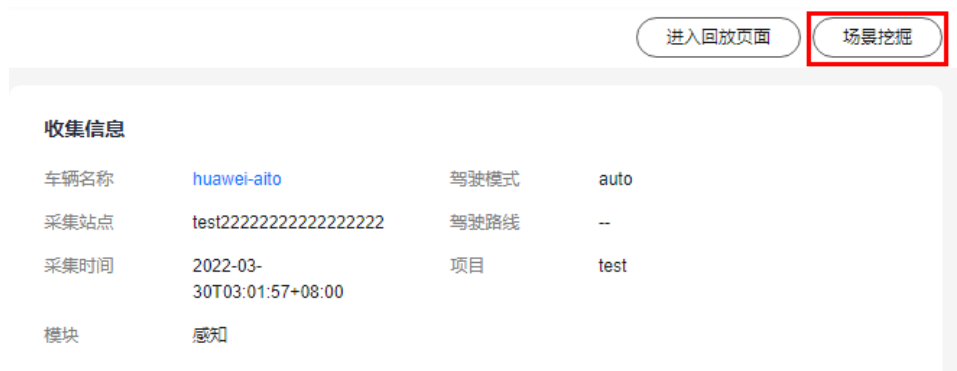 进入回放页面 场景挖掘
收集信息
车辆名称 huawei-aito 驾驶模式 auto
采集站点 test22222222222222222 驾驶路线 --
采集时间 2022-03- 项目 test
30T03:01:57+08:00
模块 感知